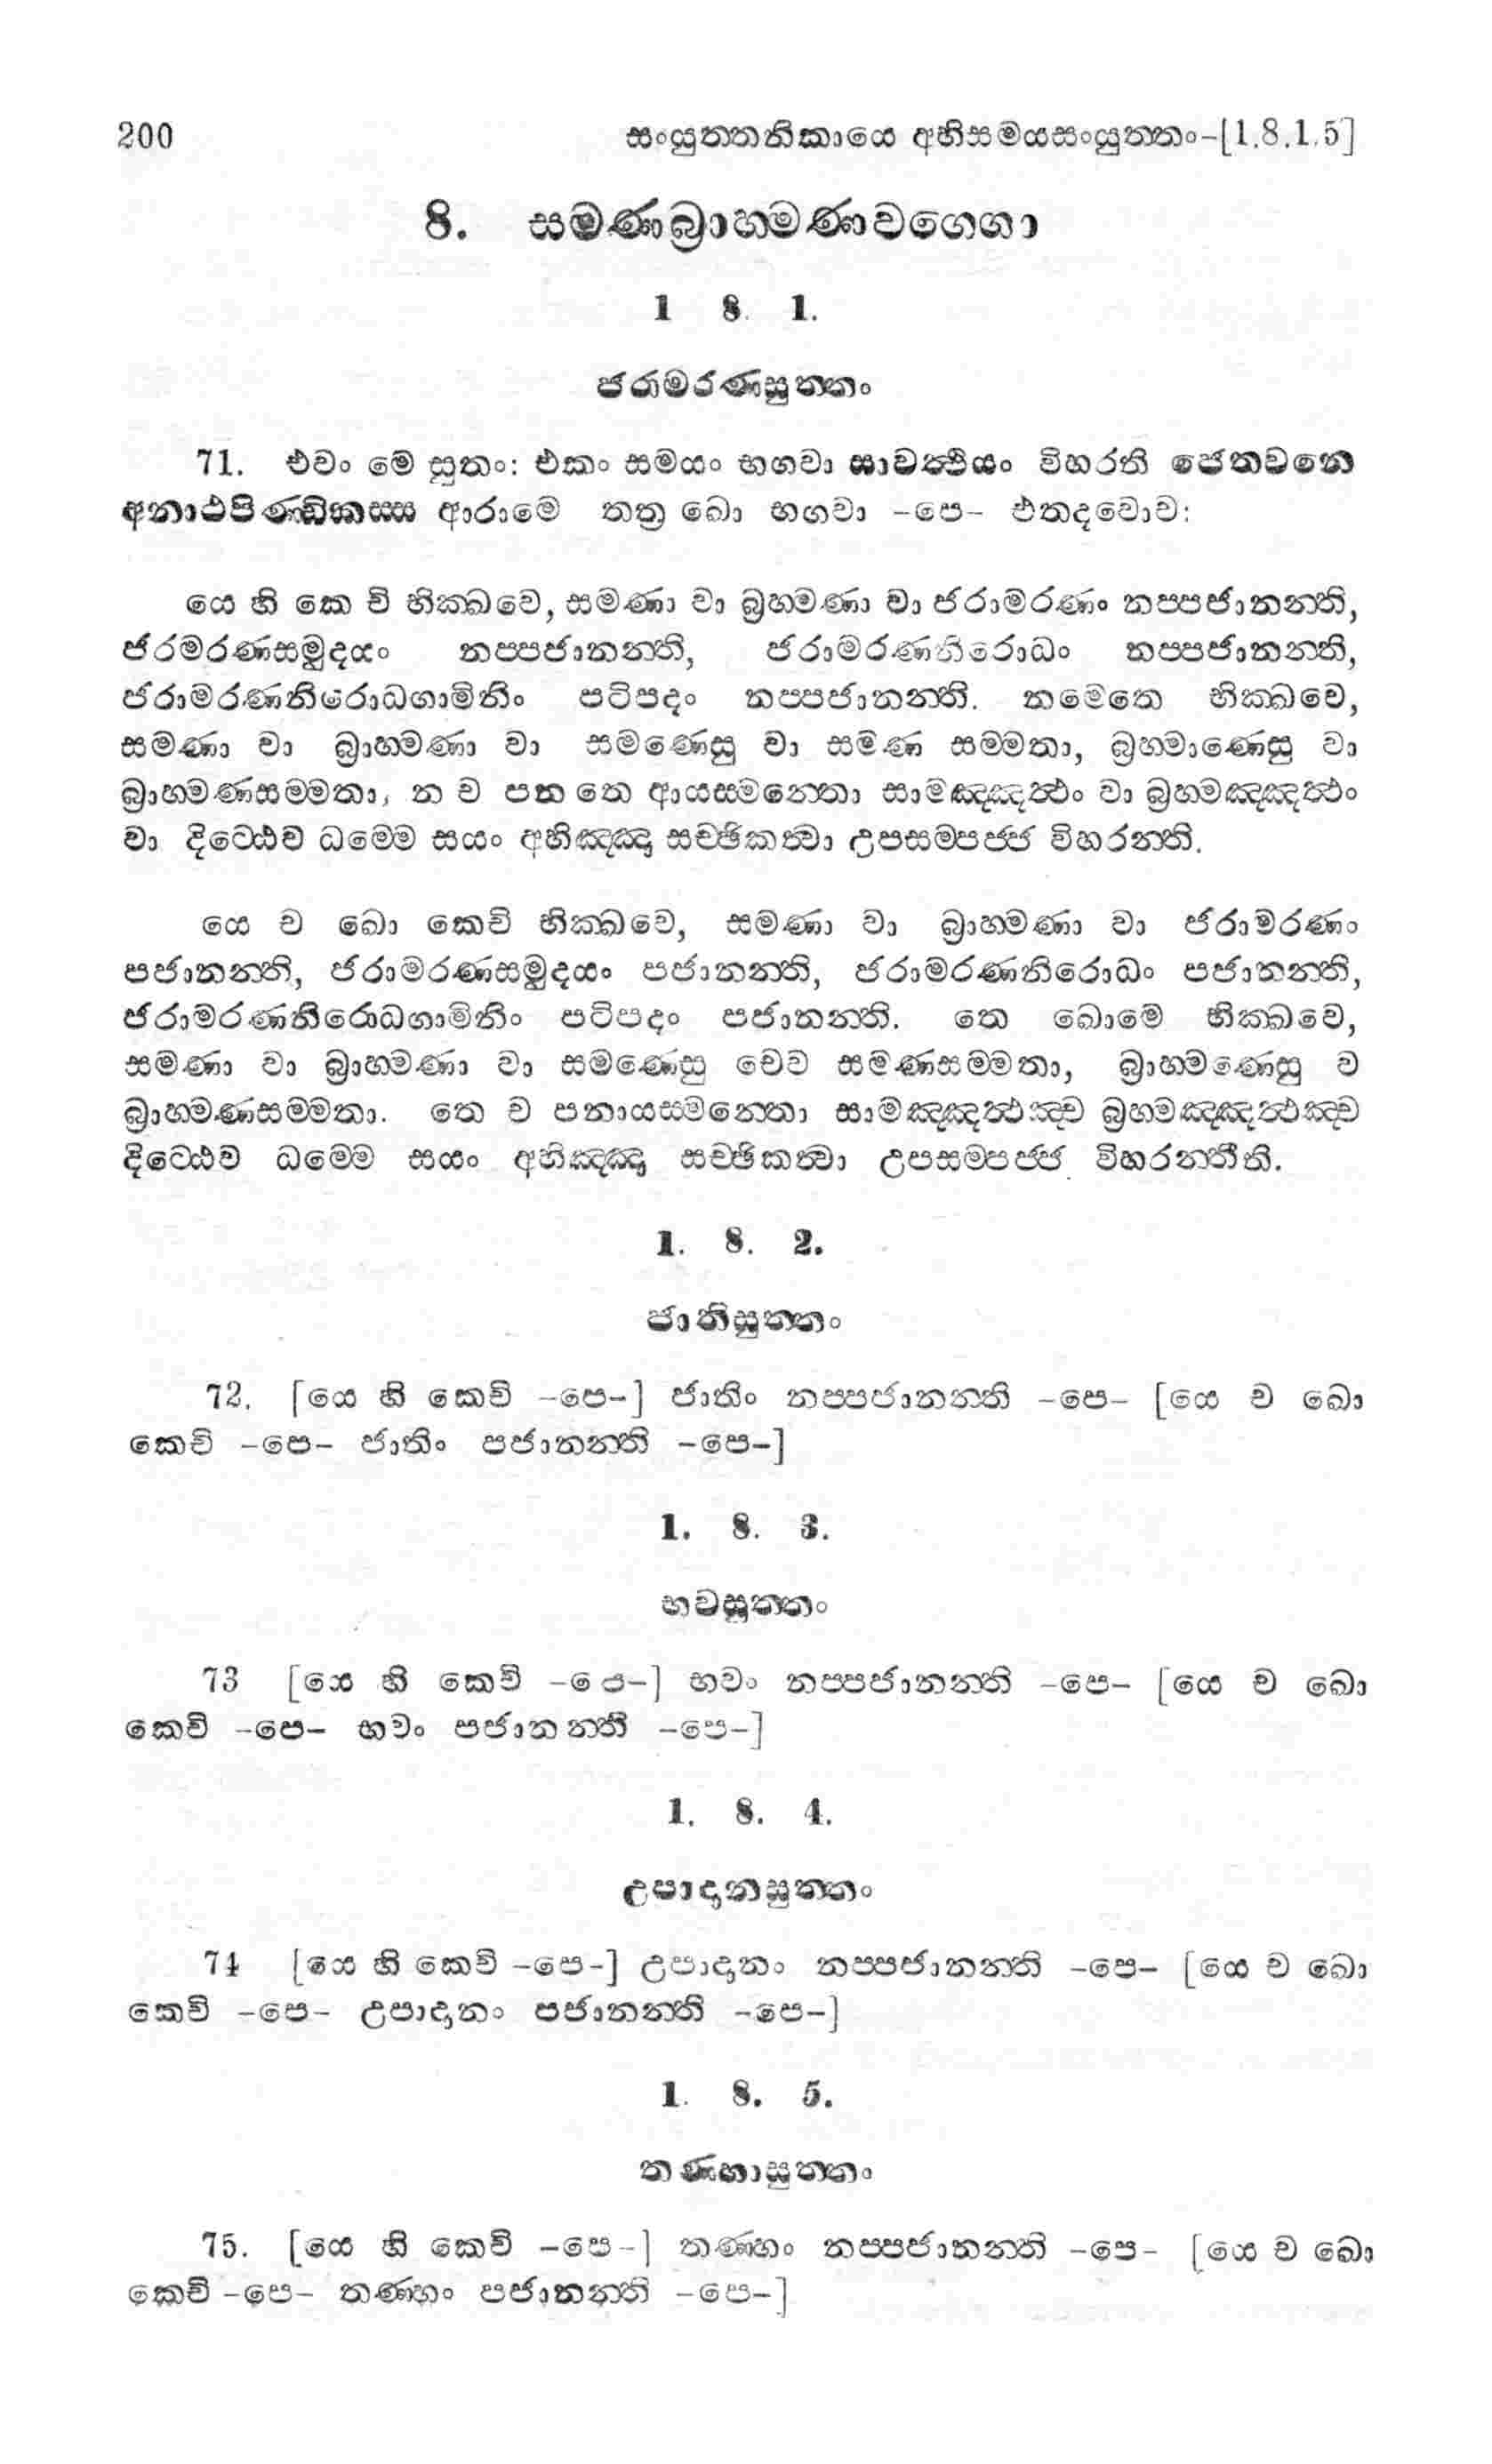 200 සංයුත්තනිකායෙ අභිසමයසංයුත්තං-[1.8.1.5]
8. සමණබ්‍රාහ්මණවග්ගො
1 8. 1.
ජරාමරණසුත්තං
71. එවං මෙ සුතං: එකං සමයං භගවා සාවත්‍ථියං විහරති ජෙතවනෙ
අනාථපිණ්ඩිකස්ස ආරාමෙ තත්‍ර ඛො භගවා -පෙ- එතදවොච:
යෙ හි කෙ චි භික්ඛවෙ, සමණා වා බ්‍රහ්මණා වා ජරාමරණං නප්පජානන්ති,
ජරමරණසමුදයං නප්පජානන්ති, ජරාමරණනිරොධං නප්පජානන්ති,
ජරාමරණනිරොධගාමිනිං පටිපදං නප්පජානන්ති. නමෙතෙ භික්ඛවෙ,
සමණා වා බ්‍රාහ්මණා වා සමණෙසු වා සමණ සම්මතා, බ්‍රහ්මාණෙසු වා
බ්‍රාහ්මණසම්මතා, න ච පන තෙ ආයස්මන්තො සාමඤ්ඤත්‍ථං වා බ්‍රහ්මඤ්ඤත්‍ථං
වා දිට්ඨෙව ධම්මෙ සයං අභිඤ්ඤා සච්ඡිකත්‍වා උපසම්පජ්ජ විහරන්ති.
යෙ ච ඛො කෙචි භික්ඛවෙ, සමණා වා බ්‍රාහ්මණා වා ජරාමරණං
පජානන්ති, ජරාමරණසමුදයං පජානන්ති, ජරාමරණනිරොධං පජානන්ති,
ජරාමරණනිරොධගාමිනිං පටිපදං පජානන්ති. තෙ ඛොමෙ භික්ඛවෙ,
සමණා වා බ්‍රාහ්මණා වා සමණෙසු චෙව සමණසම්මතා, බ්‍රාහ්මණෙසු ච
බ්‍රාහ්මණසම්මතා. තෙ ච පනායස්මන්තො සාමඤ්ඤත්‍ථඤ්ච බ්‍රහ්මඤ්ඤත්‍ථඤ්ච
දිට්ඨෙව ධම්මෙ සයං අභිඤ්ඤා සච්ඡිකත්‍වා උපසම්පජ්ජ විහරන්තීති.
1. 8. 2.
ජාතිසුත්තං
72. [යෙ හි කෙචි -පෙ-] ජාතිං නප්පජානන්ති -පෙ- [යෙ ච ඛො
කෙචි -පෙ- ජාතිං පජානන්ති -පෙ-]
1. 8. 3.
භවසුත්තං
73 [යෙ හි කෙචි -පෙ-] භවං නප්පජානන්ති -පෙ- [යෙ ච ඛො
කෙචි -පෙ- භවං පජානන්ති -පෙ-]
1. 8. 4.
උපාදානසුත්තං
74 [යෙ හි කෙචි -පෙ-] උපාදානං නප්පජානන්ති -පෙ- [යෙ ච ඛො
කෙචි -පෙ- උපාදානං පජානන්ති -පෙ-]
1. 8. 5.
තණ්හාසුත්තං
75. [යෙ හි කෙචි -පෙ-] තණ්හං නප්පජානන්ති -පෙ- [යෙ ච ඛො
කෙචි -පෙ- තණ්හං පජානන්ති -පෙ-]